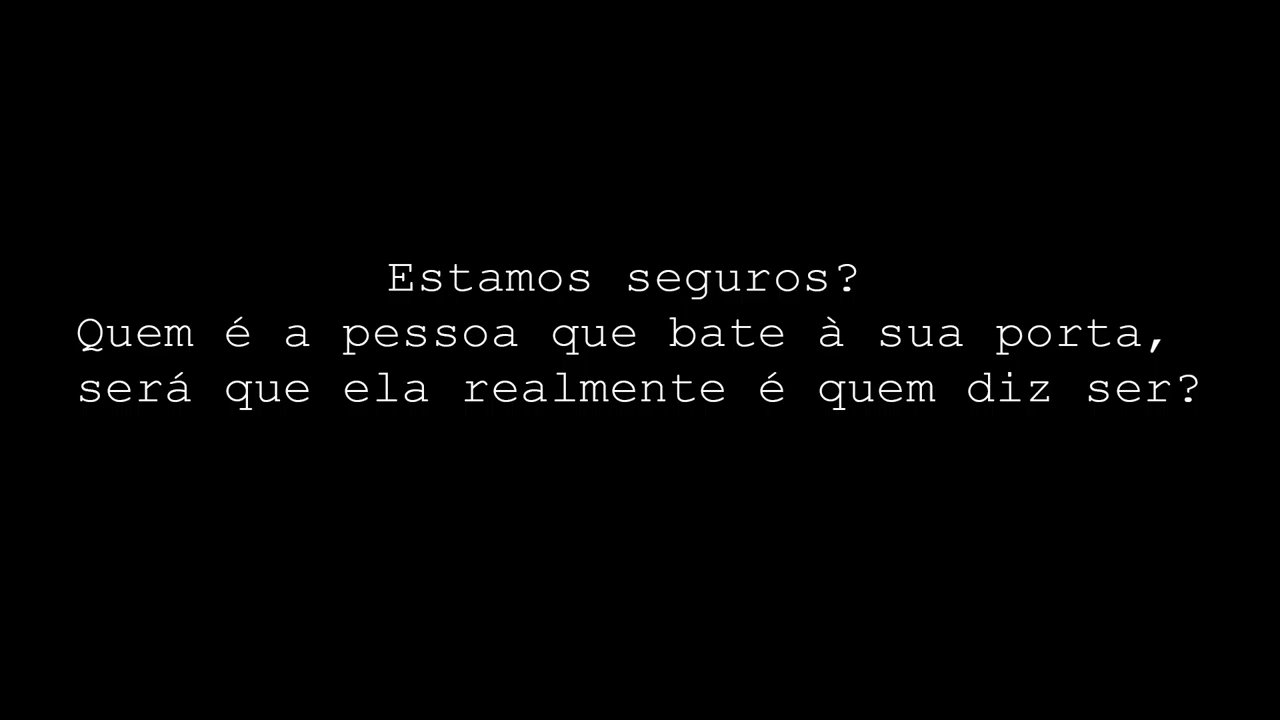 Estamos seguros?
Quem é a pessoa que bate à sua porta,
será que ela realmente é quem diz ser?